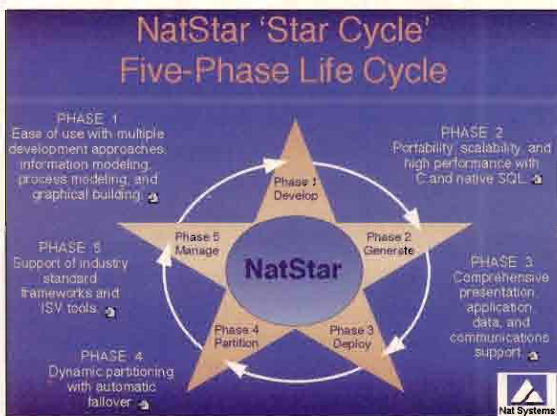 NatStar 'Star Cycle'
Five-Phase Life Cycle
PHASE 1
Ease of use with multiple
development approaches,
information modeling,
process modeling, and
graphical building.
PHASE 2
Portability, scalability, and
high performance with
C and native SQL.
Phase 1
Develop
Phase 5
Manage
Phase 2
Generate
NatStar
PHASE 5
Support of industry
standard
frameworks and
ISV tools.
PHASE 3
Comprehensive
presentation,
application,
data, and
communications
support.
Phase 4
Partition
Phase 3
Deploy
PHASE 4
Dynamic partitioning
with automatic
failover
Nat Systems